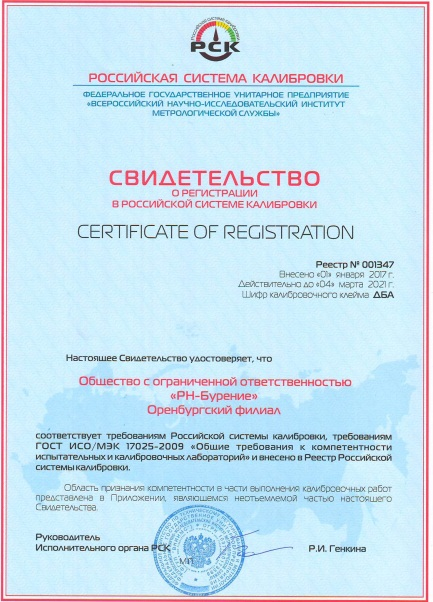 РСК
РОССИЙСКАЯ СИСТЕМА КАЛИБРОВКИ
ФЕДЕРАЛЬНОЕ ГОСУДАРСТВЕННОЕ УНИТАРНОЕ ПРЕДПРИЯТИЕ
«ВСЕРОССИЙСКИЙ НАУЧНО-ИССЛЕДОВАТЕЛЬСКИЙ ИНСТИТУТ
МЕТРОЛОГИЧЕСКОЙ СЛУЖБЫ»
СВИДЕТЕЛЬСТВО
О РЕГИСТРАЦИИ
В РОССИЙСКОЙ СИСТЕМЕ КАЛИБРОВКИ
CERTIFICATE OF REGISTRATION
Реестр № 001347
Внесено «01» января 2017 г.
Действительно до «04» марта 2021 г.
Шифр калибровочного клейма ДБА
Настоящее Свидетельство удостоверяет, что
Общество с ограниченной ответственностью
«РН-Бурение»
Оренбургский филиал
соответствует требованиям Российской системы калибровки, требованиям
ГОСТ ИСО/МЭК 17025-2009 «Общие требования к компетентности
испытательных и калибровочных лабораторий» и внесено в Реестр Российской
системы калибровки.
Область признания компетентности в части выполнения калибровочных работ
представлена в Приложении, являющемся неотъемлемой частью настоящего
Свидетельства.
Руководитель
Исполнительного органа РСК
Р.И. Генкина
МП